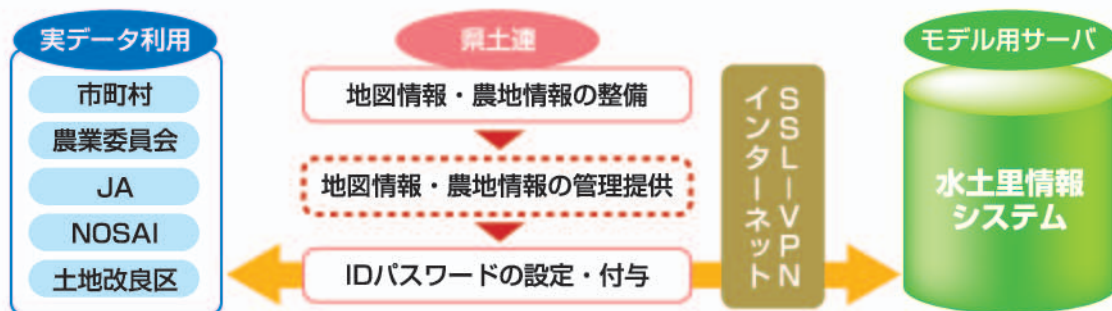 実データ利用
市町村
農業委員会
JA
NOSAI
土地改良区
県土連
地図情報・農地情報の整備
地図情報・農地情報の管理提供
IDパスワードの設定・付与
SSL-VPN
インターネット
モデル用サーバ
水土里情報
システム